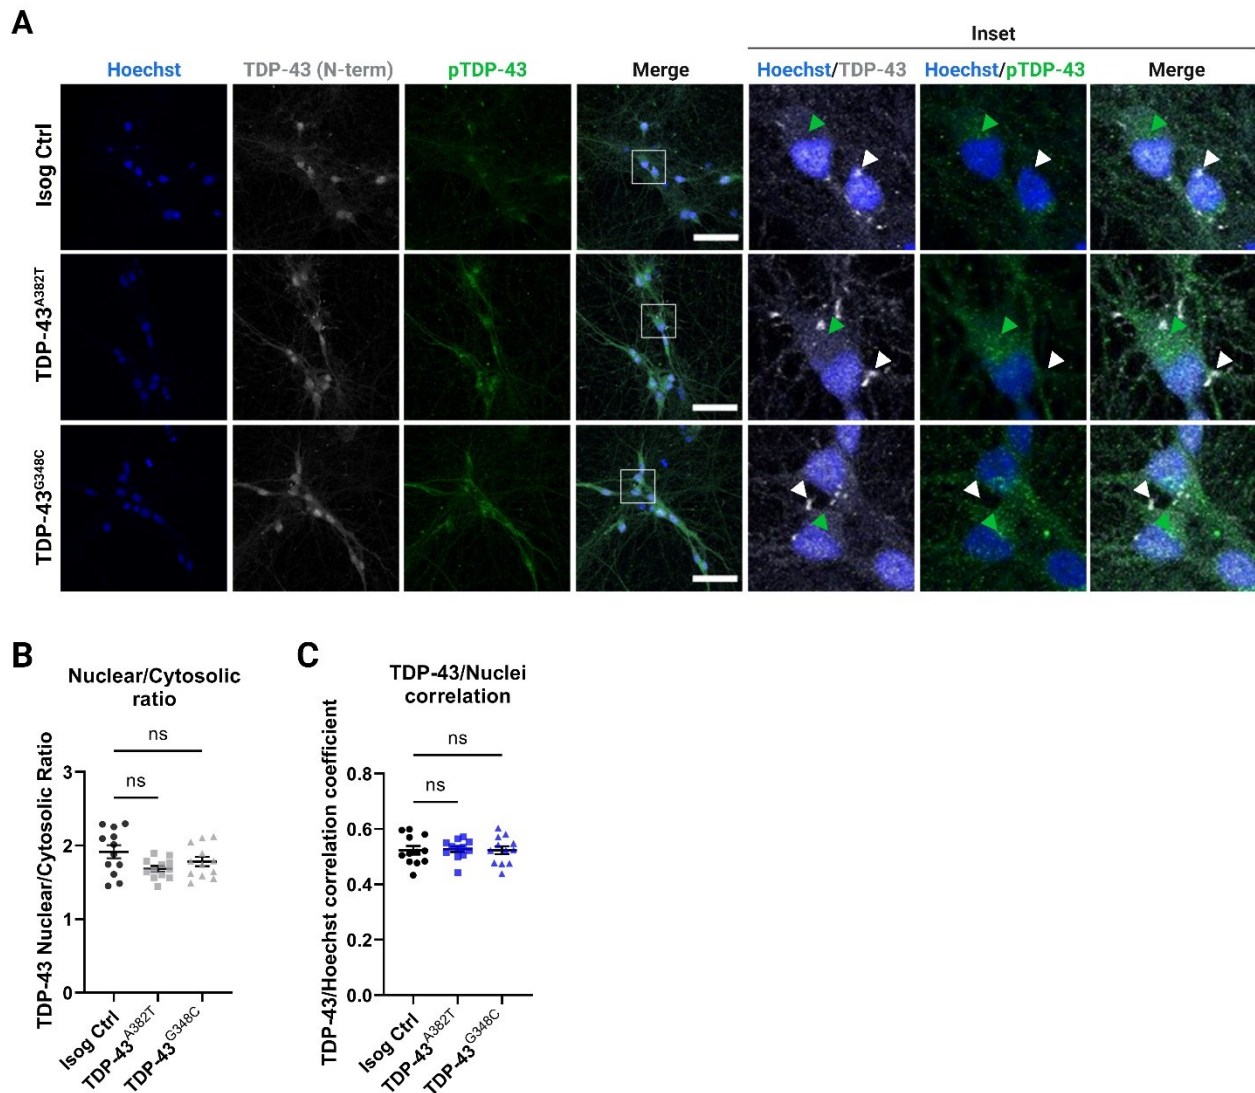 A
Inset
Hoechst TDP-43 (N-term) pTDP-43 Merge Hoechst/TDP-43 Hoechst/pTDP-43 Merge
Isog Ctrl
TDP-43A382T
TDP-43G348C
B
Nuclear/Cytosolic
ratio
ns
ns
TDP-43 Nuclear/Cytosolic Ratio
3
2
1
0
Isog Ctrl
TDP-43A382T
TDP-43G348C
C
TDP-43/Nuclei
correlation
ns
ns
TDP-43/Hoechst correlation coefficient
0.8
0.6
0.4
0.2
0.0
Isog Ctrl
TDP-43A382T
TDP-43G348C